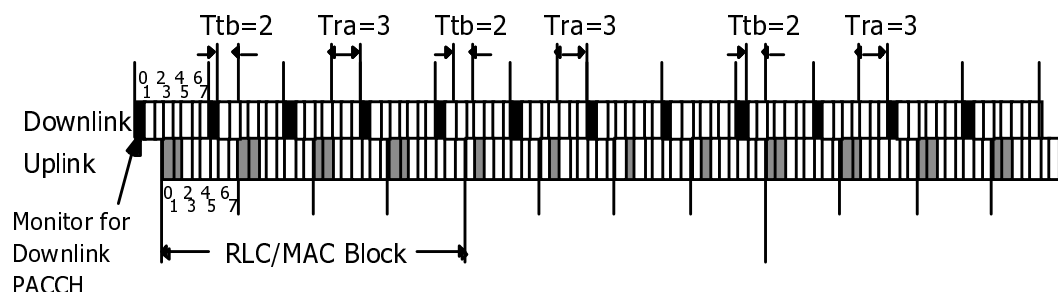 Ttb=2 Tra=3 Ttb=2 Tra=3 Ttb=2 Tra=3
0 2 4 6
1 3 5 7
Downlink
Uplink
0 2 4 6
1 3 5 7
Monitor for
Downlink
PACCH
RLC/MAC Block